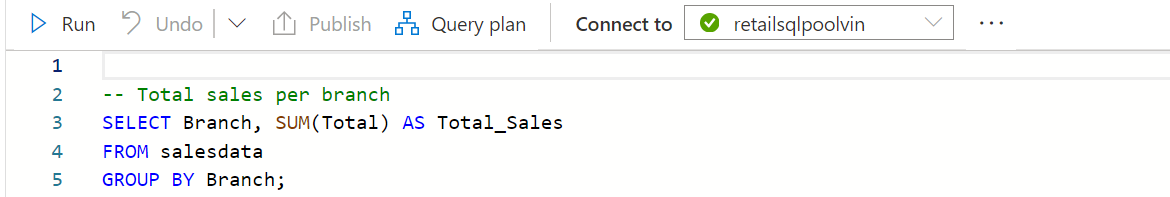 Run Undo Publish Query plan Connect to retailsqlpoolvin ...
1
2 -- Total sales per branch
3 SELECT Branch, SUM(Total) AS Total_Sales
4 FROM salesdata
5 GROUP BY Branch;